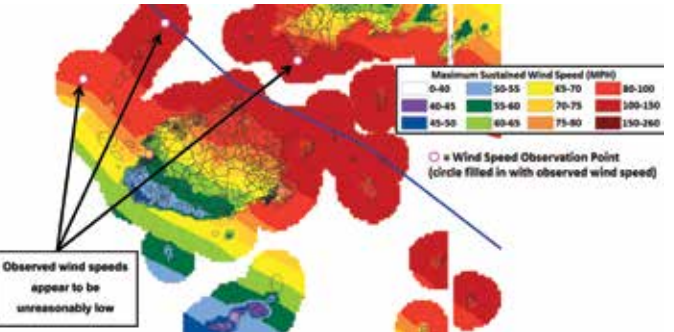 Maximum Sustained Wind Speed (MPH)
0-40 50-55 65-70 80-100
40-45 55-60 70-75 100-150
45-50 60-65 75-80 150-260
= Wind Speed Observation Point
(circle filled in with observed wind speed)
Observed wind speeds
appear to be
unreasonably low